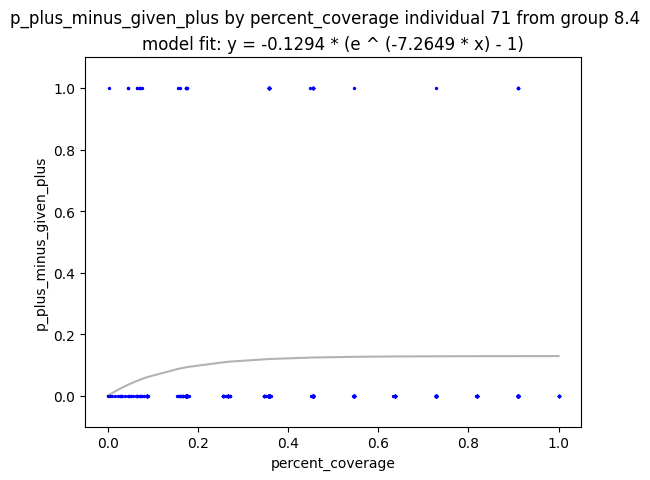 p_plus_minus_given_plus by percent_coverage individual 71 from group 8.4
model fit: y = -0.1294 * (e ^ (-7.2649 * x) - 1)
1.0
0.8
0.6
0.4
0.2
0.0
p_plus_minus_given_plus
0.0 0.2 0.4 0.6 0.8 1.0
percent_coverage